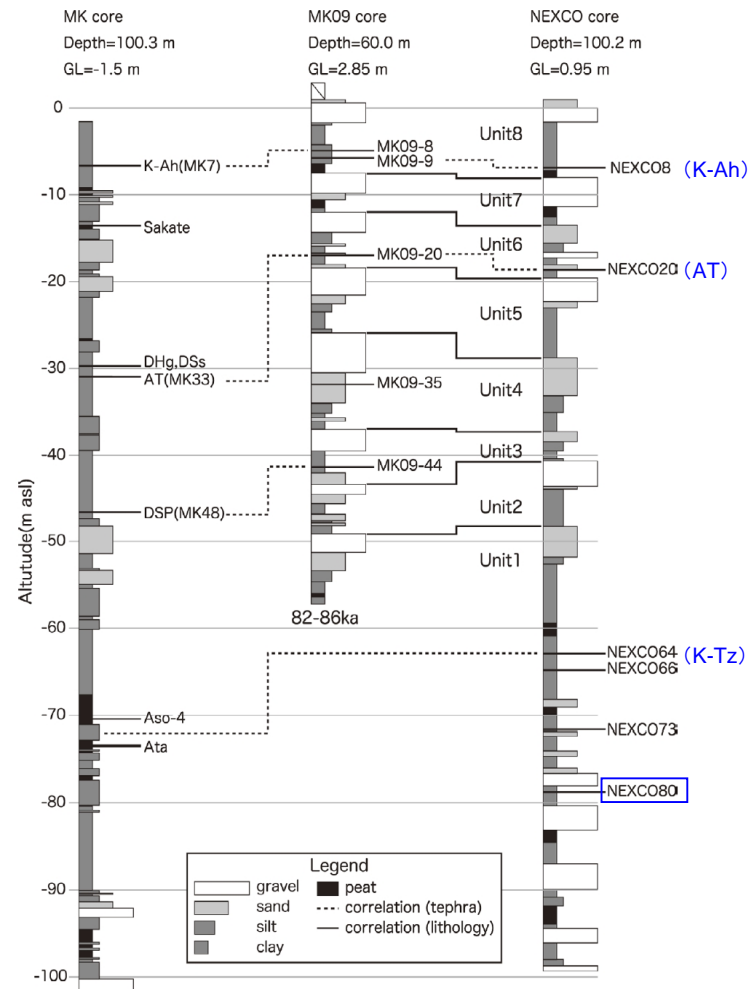 MK core
Depth=100.3 m
GL=-1.5 m
MK09 core
Depth=60.0 m
GL=2.85 m
NEXCO core
Depth=100.2 m
GL=0.95 m
Altutude(m asl)
0
-10
-20
-30
-40
-50
-60
-70
-80
-90
-100
K-Ah(MK7)
Sakate
DHg,DSs
AT(MK33)
DSP(MK48)
Aso-4
Ata
MK09-8
MK09-9
MK09-20
MK09-35
MK09-44
82-86ka
Unit8
Unit7
Unit6
Unit5
Unit4
Unit3
Unit2
Unit1
NEXCO8 (K-Ah)
NEXCO20 (AT)
NEXCO64 (K-Tz)
NEXCO66
NEXCO73
NEXCO80
Legend
gravel
sand
silt
clay
peat
correlation (tephra)
correlation (lithology)